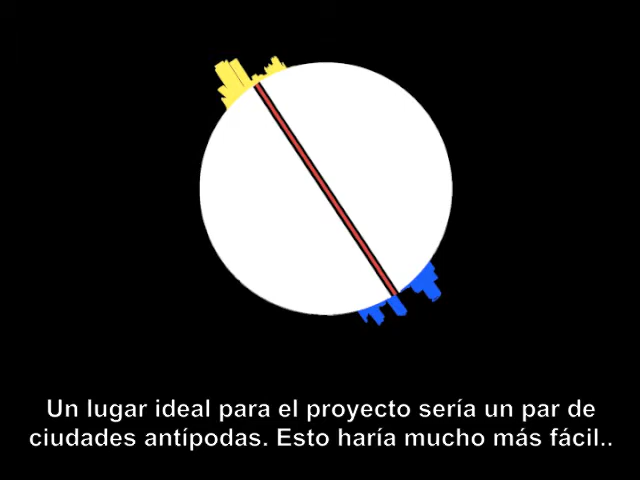 Un lugar ideal para el proyecto sería un par de
ciudades antípodas. Esto haría mucho más fácil..